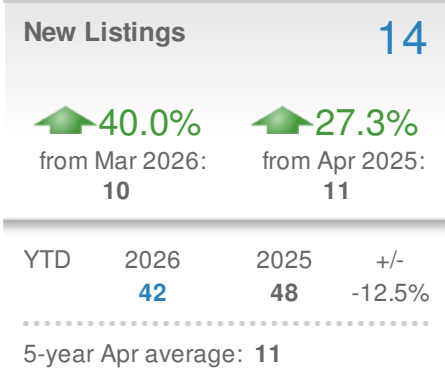 New Listings 14
40.0% 27.3%
from Mar 2026: from Apr 2025:
10 11
YTD 2026 2025 +/-
42 48 -12.5%
5-year Apr average: 11